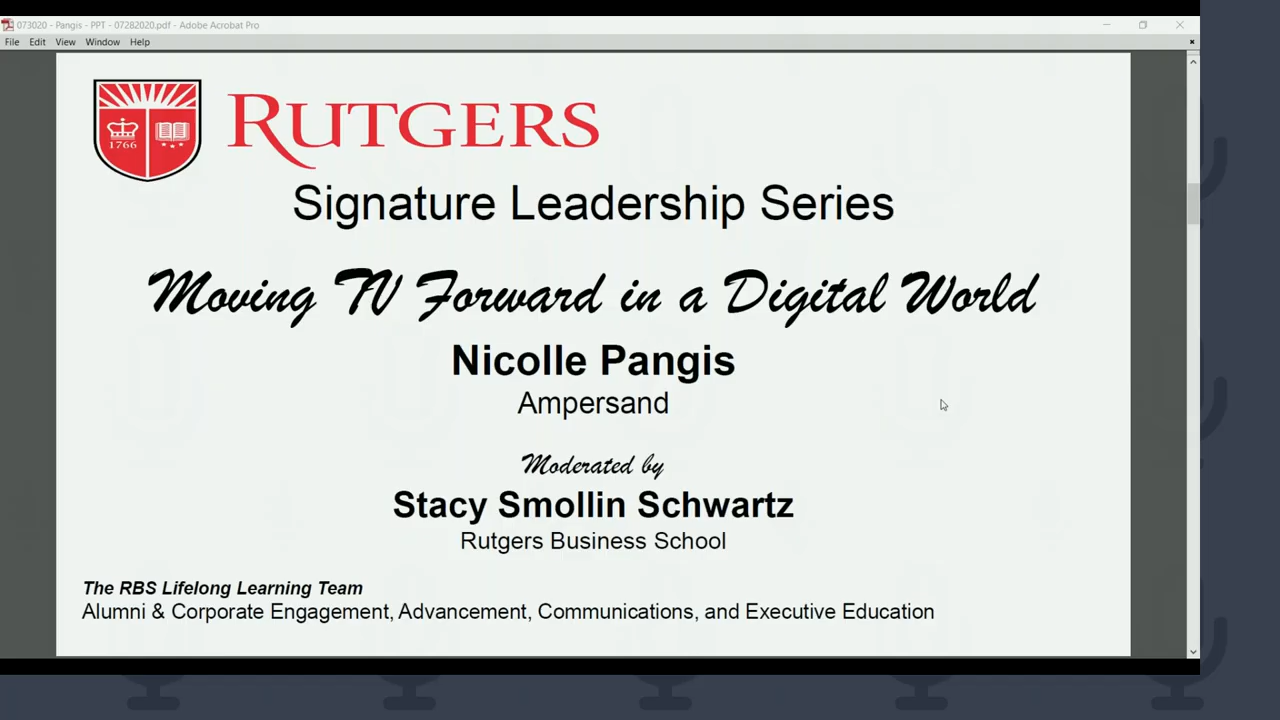 073020 - Pangis - PPT - 07282020.pdf - Adobe Acrobat Pro
File Edit View Window Help
1766
RUTGERS
Signature Leadership Series
Moving TV Forward in a Digital World
Nicolle Pangis
Ampersand
Moderated by
Stacy Smollin Schwartz
Rutgers Business School
The RBS Lifelong Learning Team
Alumni & Corporate Engagement, Advancement, Communications, and Executive Education